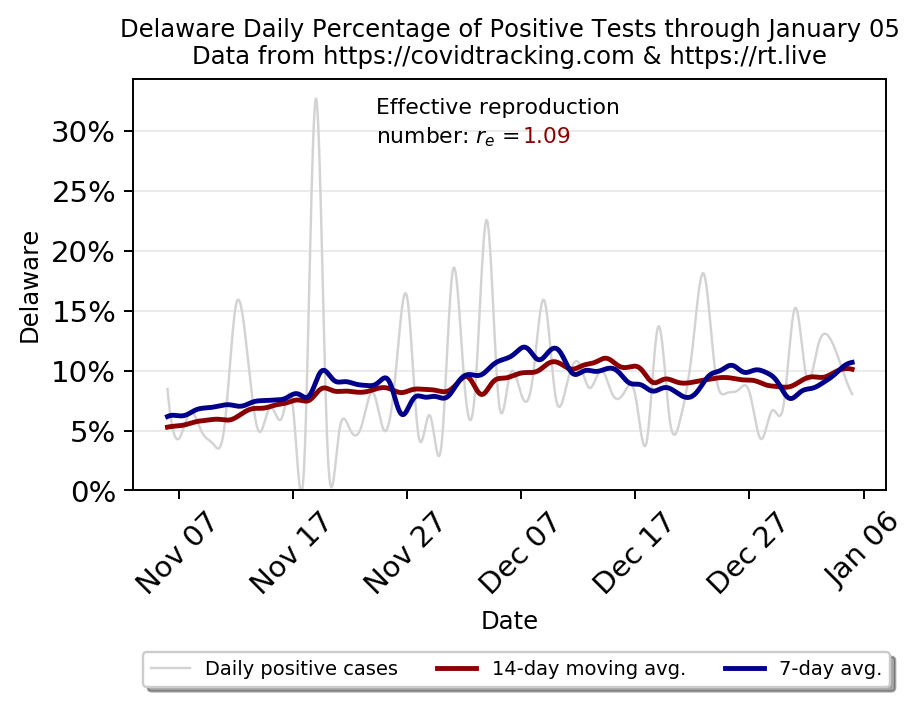 Delaware Daily Percentage of Positive Tests through January 05
Data from https://covidtracking.com & https://rt.live
Effective reproduction
number: rₑ =1.09
30%
25%
20%
15%
10%
5%
0%
Delaware
Nov 07
Nov 17
Nov 27
Dec 07
Dec 17
Dec 27
Jan 06
Date
Daily positive cases
14-day moving avg.
7-day avg.